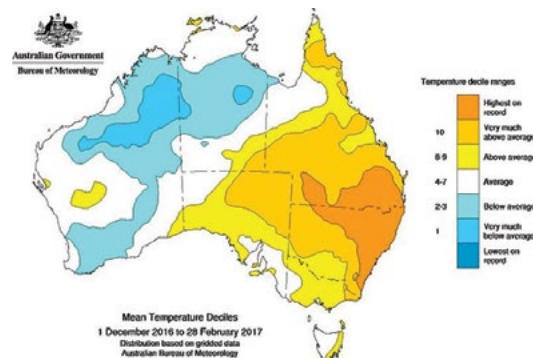 Australian Government
Bureau of Meteorology
Temperature decile ranges
Highest on
record
10
Very much
above average
8-9
Above average
4-7
Average
2-3
Below average
1
Very much
below average
Lowest on
record
Mean Temperature Deciles
1 December 2016 to 28 February 2017
Distribution based on gridded data
Australian Bureau of Meteorology